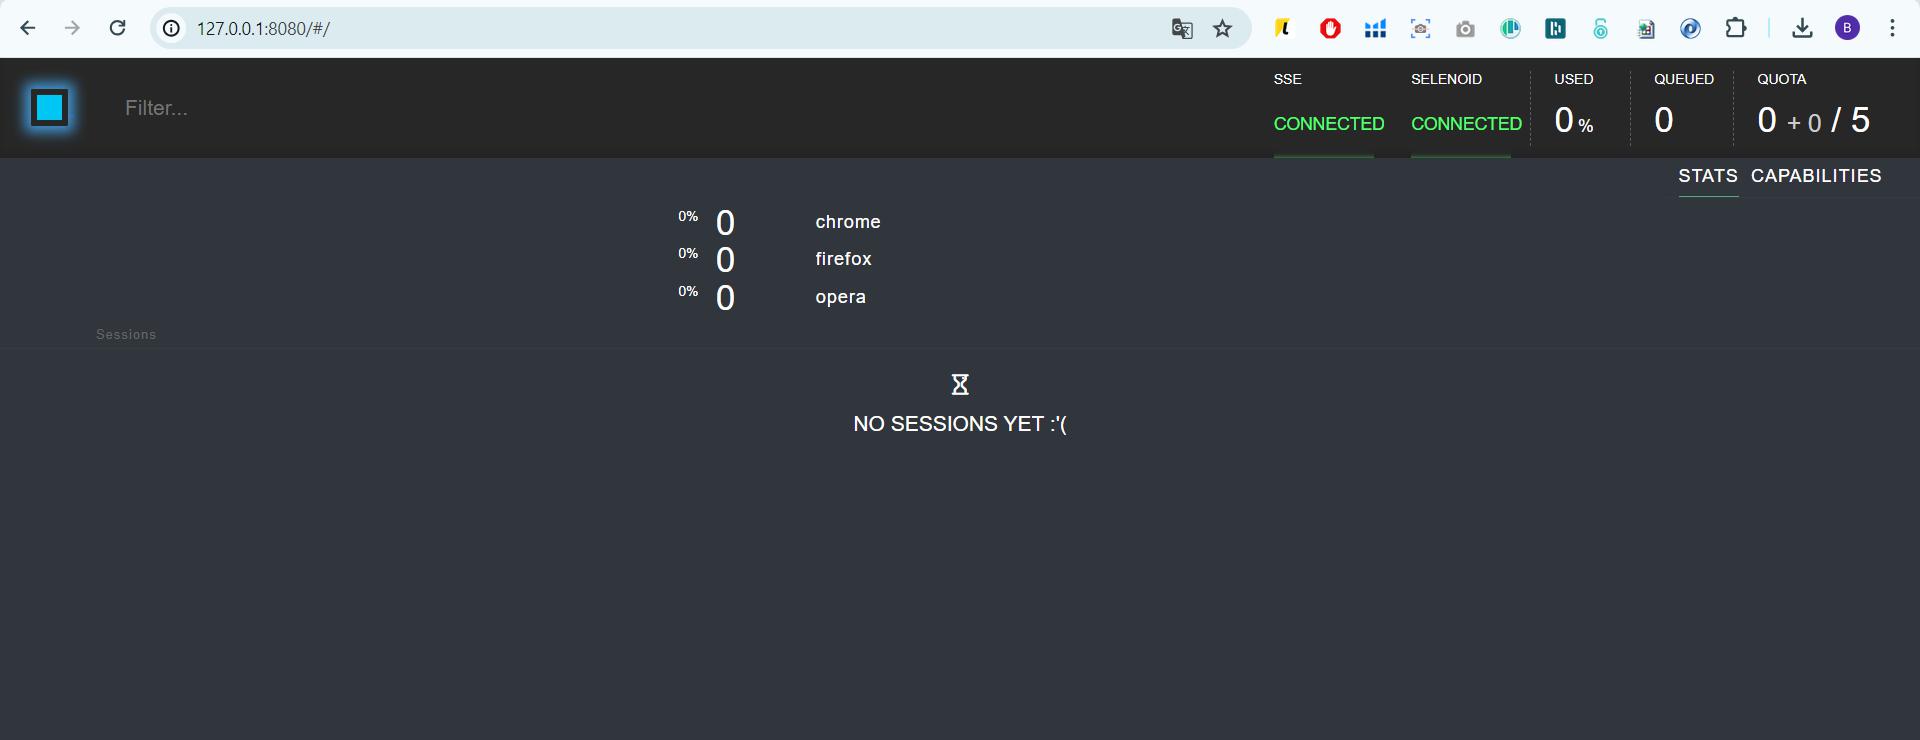 127.0.0.1:8080/#/
Filter...
SSE
CONNECTED
SELENOID
CONNECTED
USED
0 %
QUEUED
0
QUOTA
0 + 0 / 5
STATS CAPABILITIES
0% 0 chrome
0% 0 firefox
0% 0 opera
Sessions
NO SESSIONS YET :'(
B